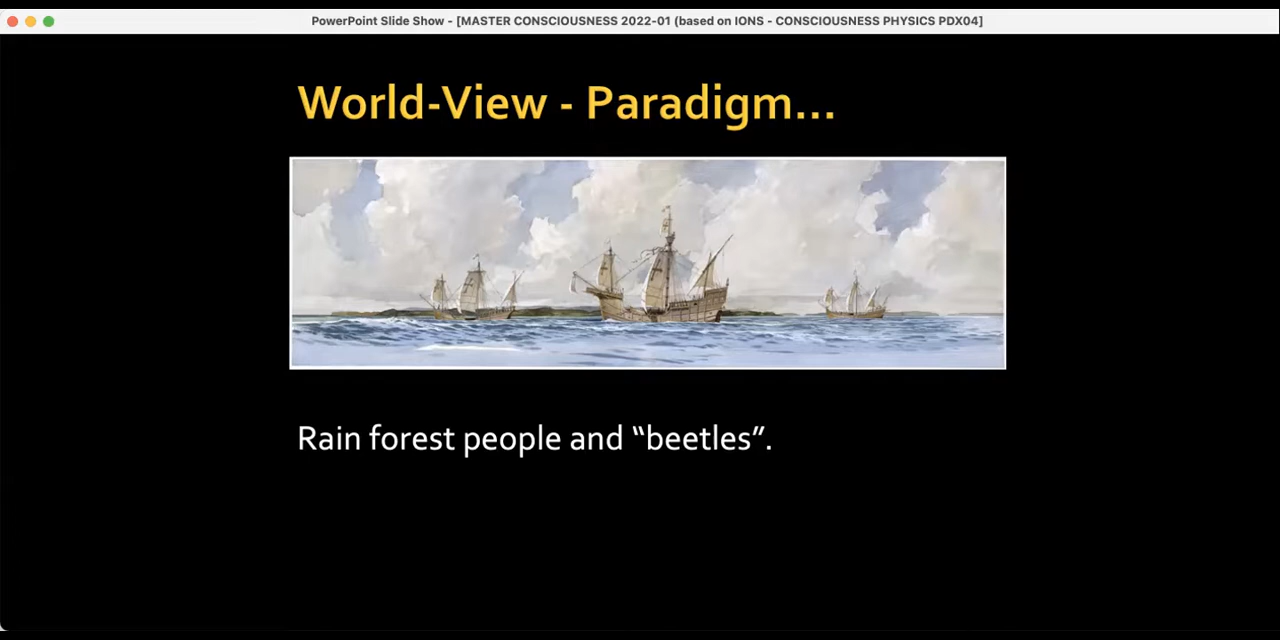 PowerPoint Slide Show - [MASTER CONSCIOUSNESS 2022-01 (based on IONS - CONSCIOUSNESS PHYSICS PDX04]
World-View - Paradigm...
Rain forest people and “beetles”.